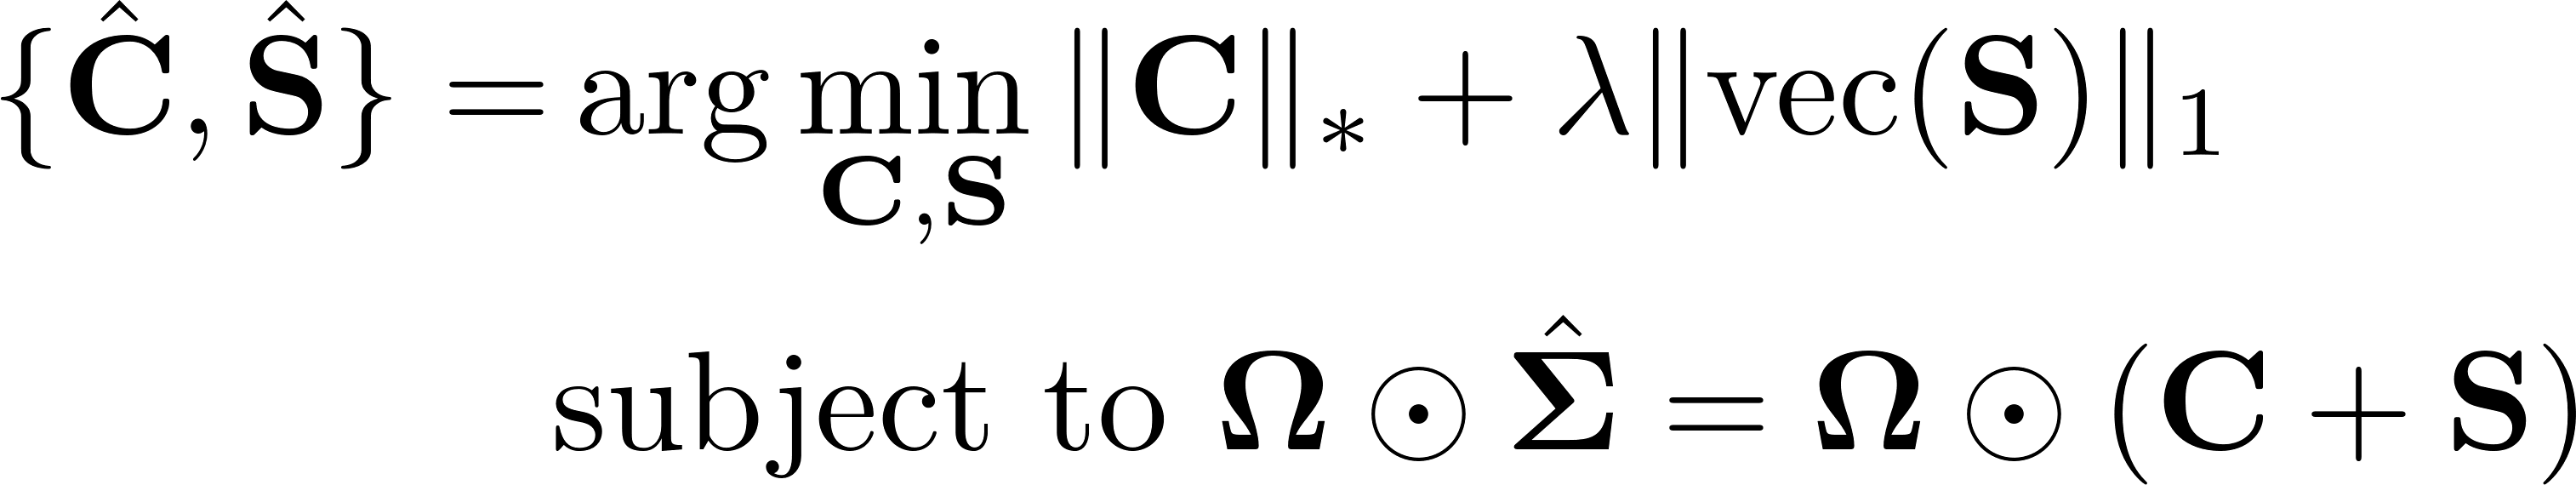 {Ĉ, Ŝ} = arg min_{C,S} ‖C‖_* + λ‖vec(S)‖_1
subject to Ω ⊙ Σ̂ = Ω ⊙ (C + S)